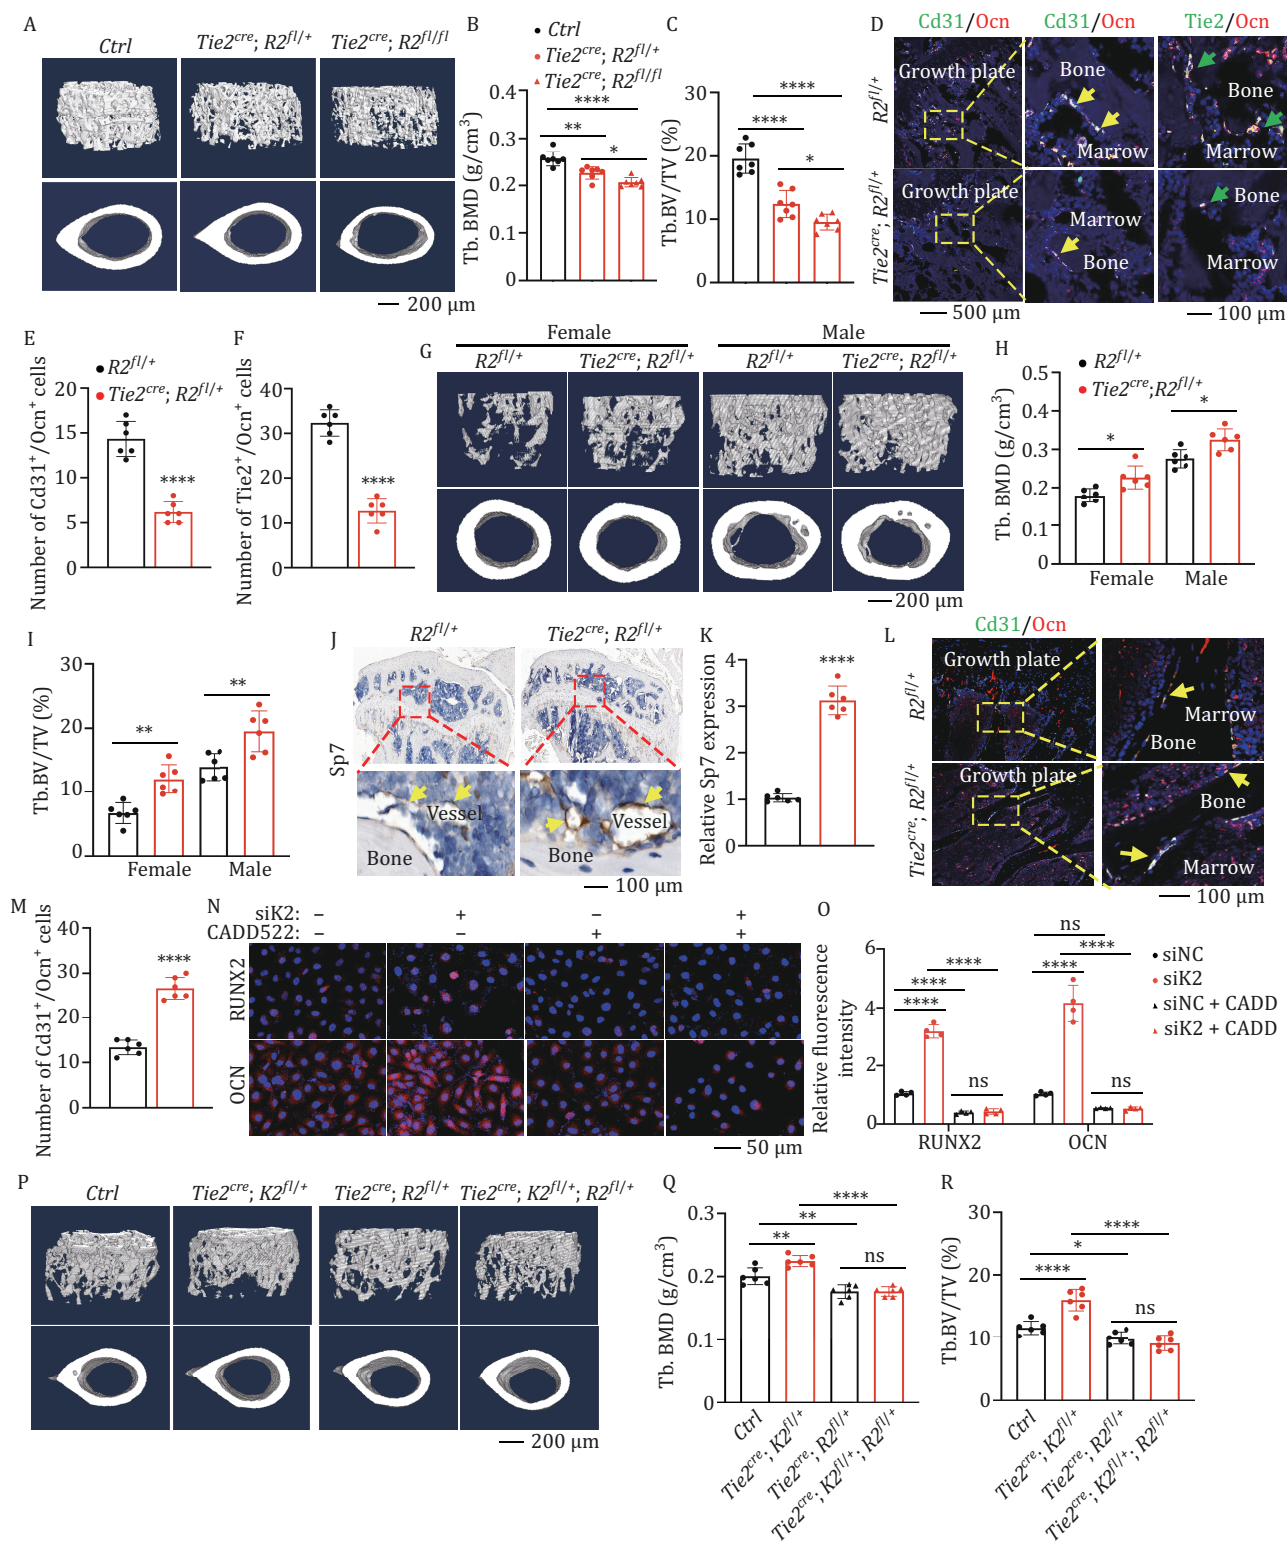 A
Ctrl
Tie2cre; R2fl/+
Tie2cre; R2fl/fl
200 μm
B
Ctrl
Tie2cre; R2fl/+
Tie2cre; R2fl/fl
Tb. BMD (g/cm3)
0.4
0.3
0.2
0.1
0
****
**
*
C
Tb.BV/TV (%)
30
20
10
0
****
****
*
D
Cd31/Ocn
Cd31/Ocn
Tie2/Ocn
R2fl/+
Tie2cre; R2fl/+
Growth plate
Bone
Marrow
Bone
Marrow
Growth plate
Marrow
Bone
Bone
Marrow
500 μm
100 μm
E
R2fl/+
Tie2cre; R2fl/+
Number of Cd31+/Ocn+ cells
20
15
10
5
0
****
F
Number of Tie2+/Ocn+ cells
40
30
20
10
0
****
G
Female
Male
R2fl/+
Tie2cre; R2fl/+
R2fl/+
Tie2cre; R2fl/+
200 μm
H
R2fl/+
Tie2cre;R2fl/+
Tb. BMD (g/cm3)
0.5
0.4
0.3
0.2
0.1
0
*
*
Female
Male
I
Tb.BV/TV (%)
30
20
10
0
**
**
Female
Male
J
R2fl/+
Tie2cre; R2fl/+
Sp7
Vessel
Bone
Vessel
Bone
100 μm
K
Relative Sp7 expression
4
3
2
1
0
****
L
Cd31/Ocn
R2fl/+
Tie2cre; R2fl/+
Growth plate
Marrow
Bone
Growth plate
Bone
Marrow
100 μm
M
Number of Cd31+/Ocn+ cells
40
30
20
10
0
****
N
siK2: – + – +
CADD522: – – + +
RUNX2
OCN
50 μm
O
Relative fluorescence
intensity
6
4
2
0
****
****
****
ns
ns
****
****
ns
RUNX2
OCN
siNC
siK2
siNC + CADD
siK2 + CADD
P
Ctrl
Tie2cre; K2fl/+
Tie2cre; R2fl/+
Tie2cre; K2fl/+; R2fl/+
200 μm
Q
Tb. BMD (g/cm3)
0.3
0.2
0.1
0
****
**
**
ns
Ctrl
Tie2cre; K2fl/+
Tie2cre; R2fl/+
Tie2cre; K2fl/+; R2fl/+
R
Tb.BV/TV (%)
30
20
10
0
****
*
****
ns
Ctrl
Tie2cre; K2fl/+
Tie2cre; R2fl/+
Tie2cre; K2fl/+; R2fl/+